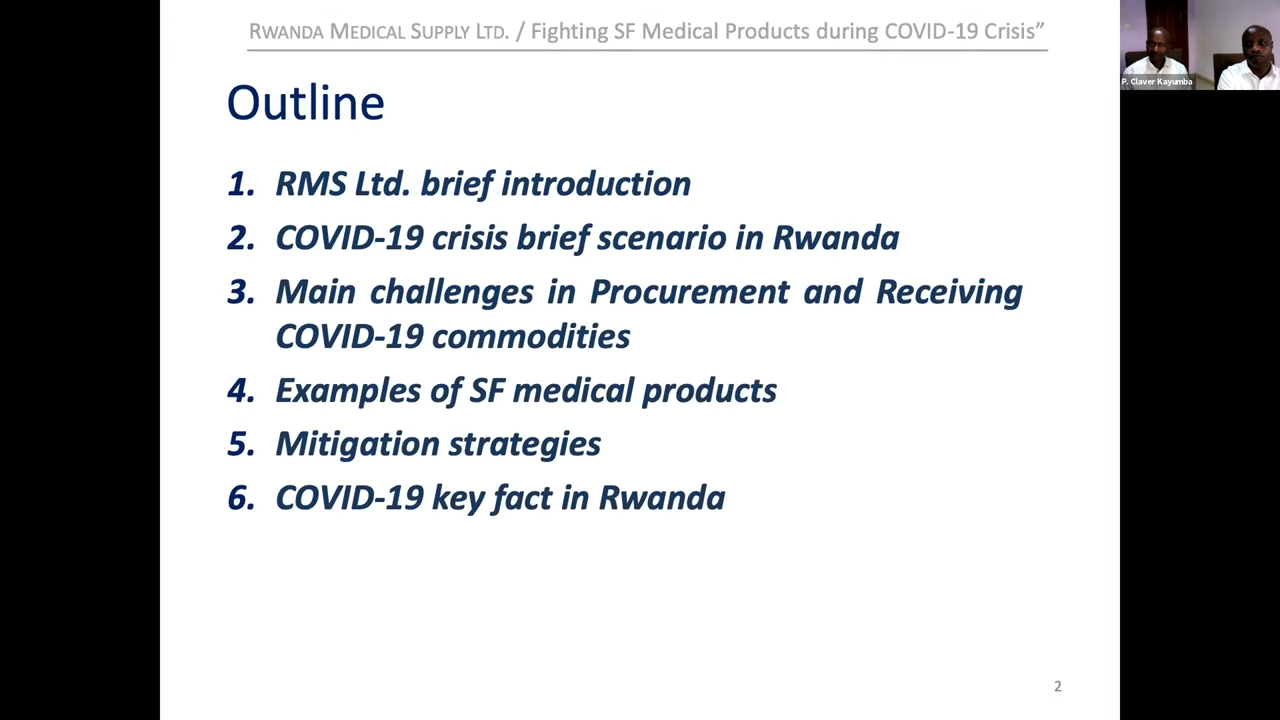 RWANDA MEDICAL SUPPLY LTD. / Fighting SF Medical Products during COVID-19 Crisis”
P. Claver Kayumba
Outline
1. RMS Ltd. brief introduction
2. COVID-19 crisis brief scenario in Rwanda
3. Main challenges in Procurement and Receiving
COVID-19 commodities
4. Examples of SF medical products
5. Mitigation strategies
6. COVID-19 key fact in Rwanda
2